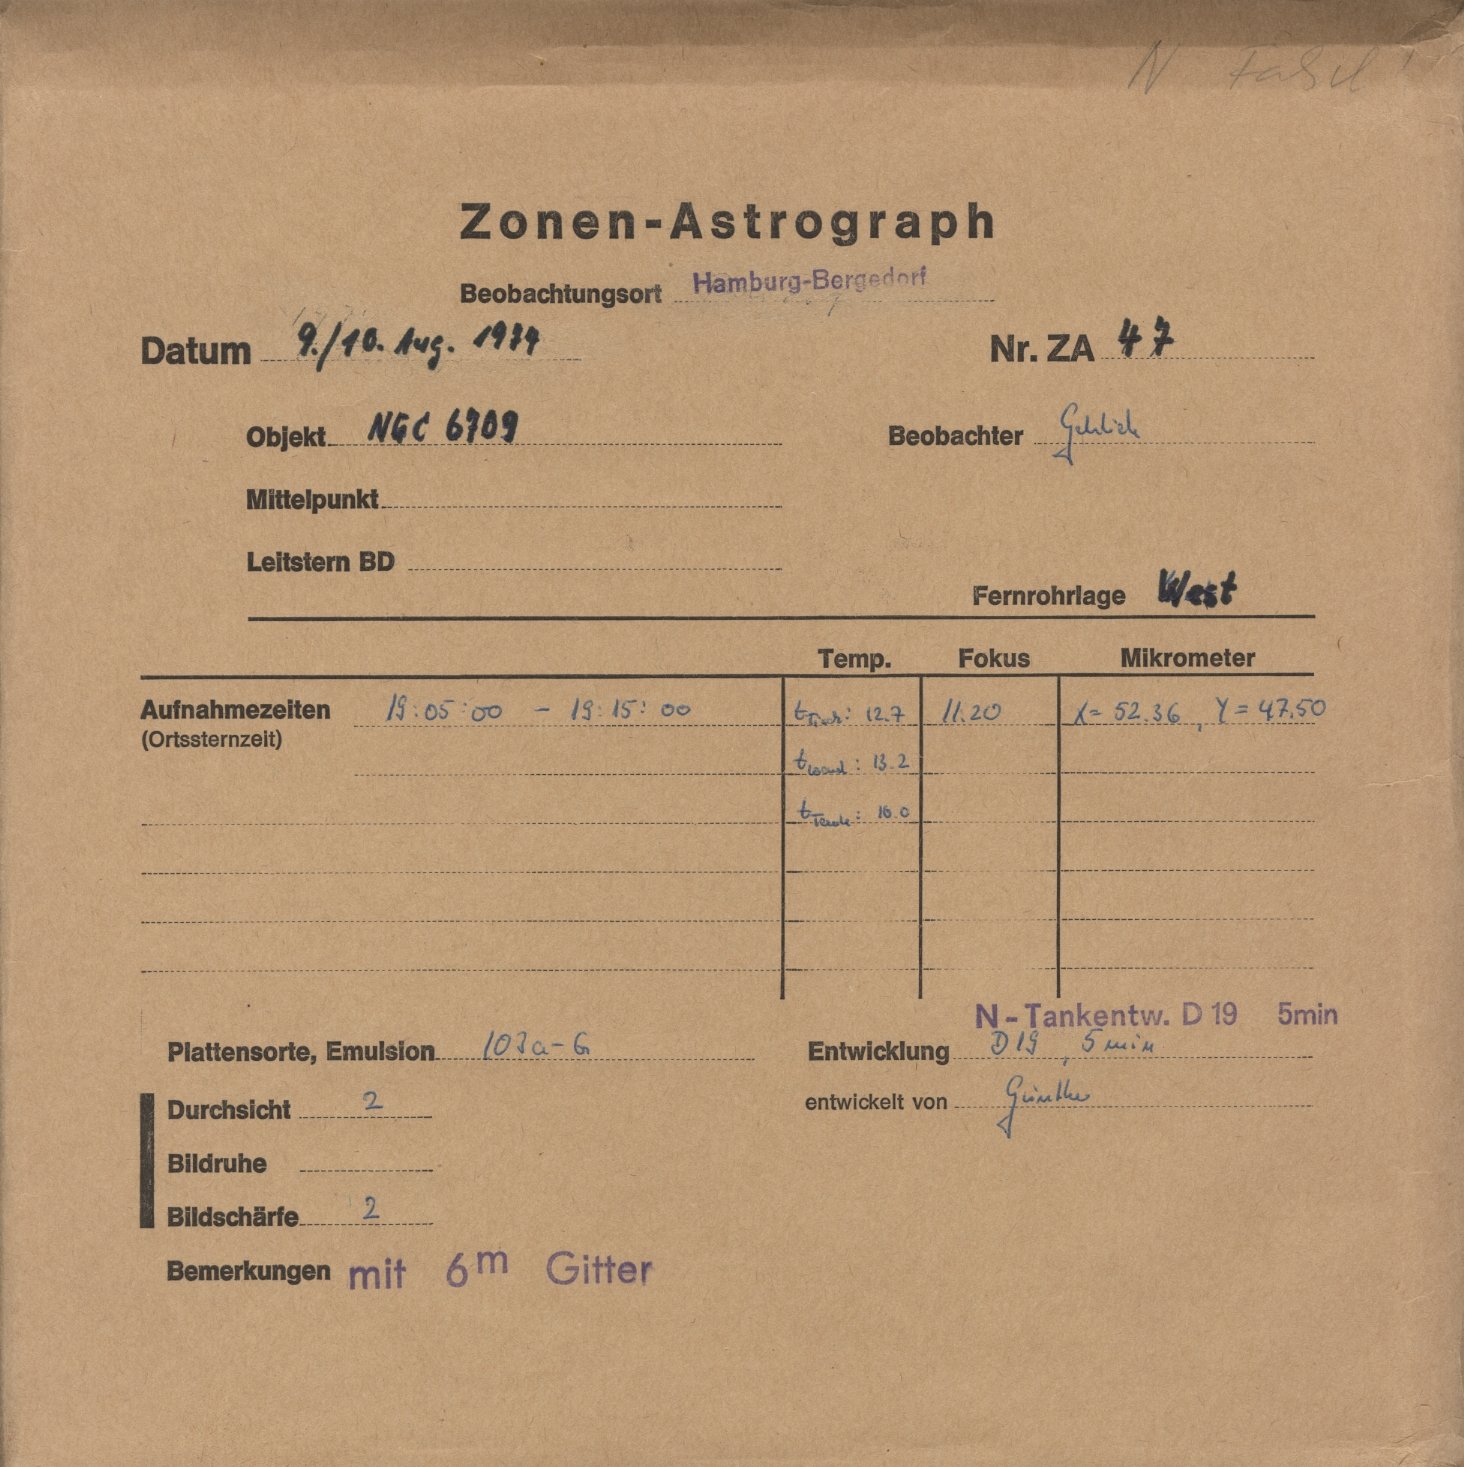 N
Zonen-Astrograph
Beobachtungsort Hamburg-Bergedorf
Datum 9./10. Aug. 1974 Nr. ZA 47
Objekt NGC 6709 Beobachter
Mittelpunkt
Leitstern BD
Fernrohrlage West
Temp. Fokus Mikrometer
Aufnahmezeiten 19:05:00 – 19:15:00 12.7 11.20 X= 52.36, Y= 47.50
(Ortssternzeit)
13.2
16.0
N-Tankentw. D 19 5min
Plattensorte, Emulsion 103a-G Entwicklung D19, 5 min
Durchsicht 2 entwickelt von Günther
Bildruhe
Bildschärfe 2
Bemerkungen mit 6m Gitter